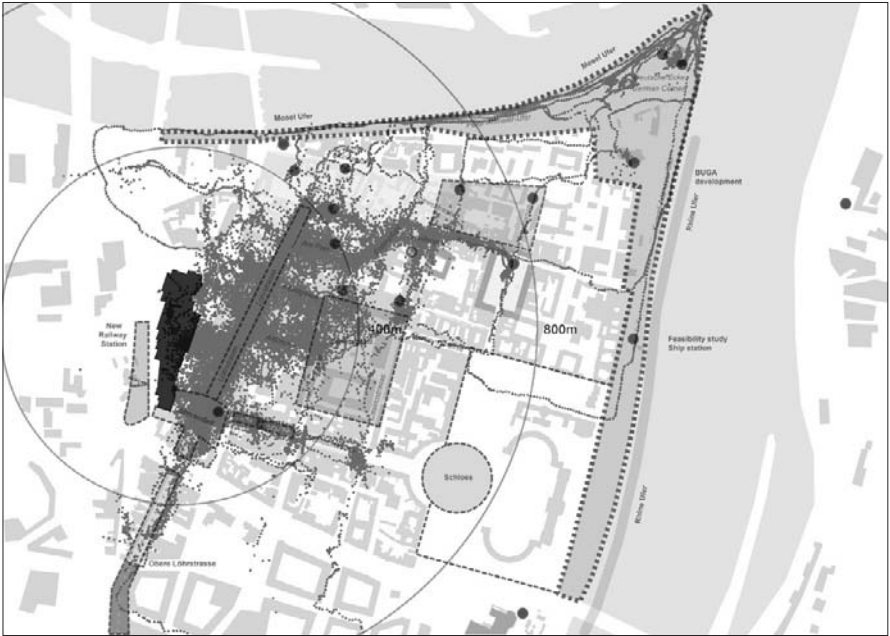 Mosel Ufer
Mosel Ufer
Deutsches Eck
German Corner
BUGA
development
Rhine Ufer
New
Railway
Station
400m
800m
Feasibility study
Ship station
Schloss
Rhine Ufer
Obere Löhrstrasse